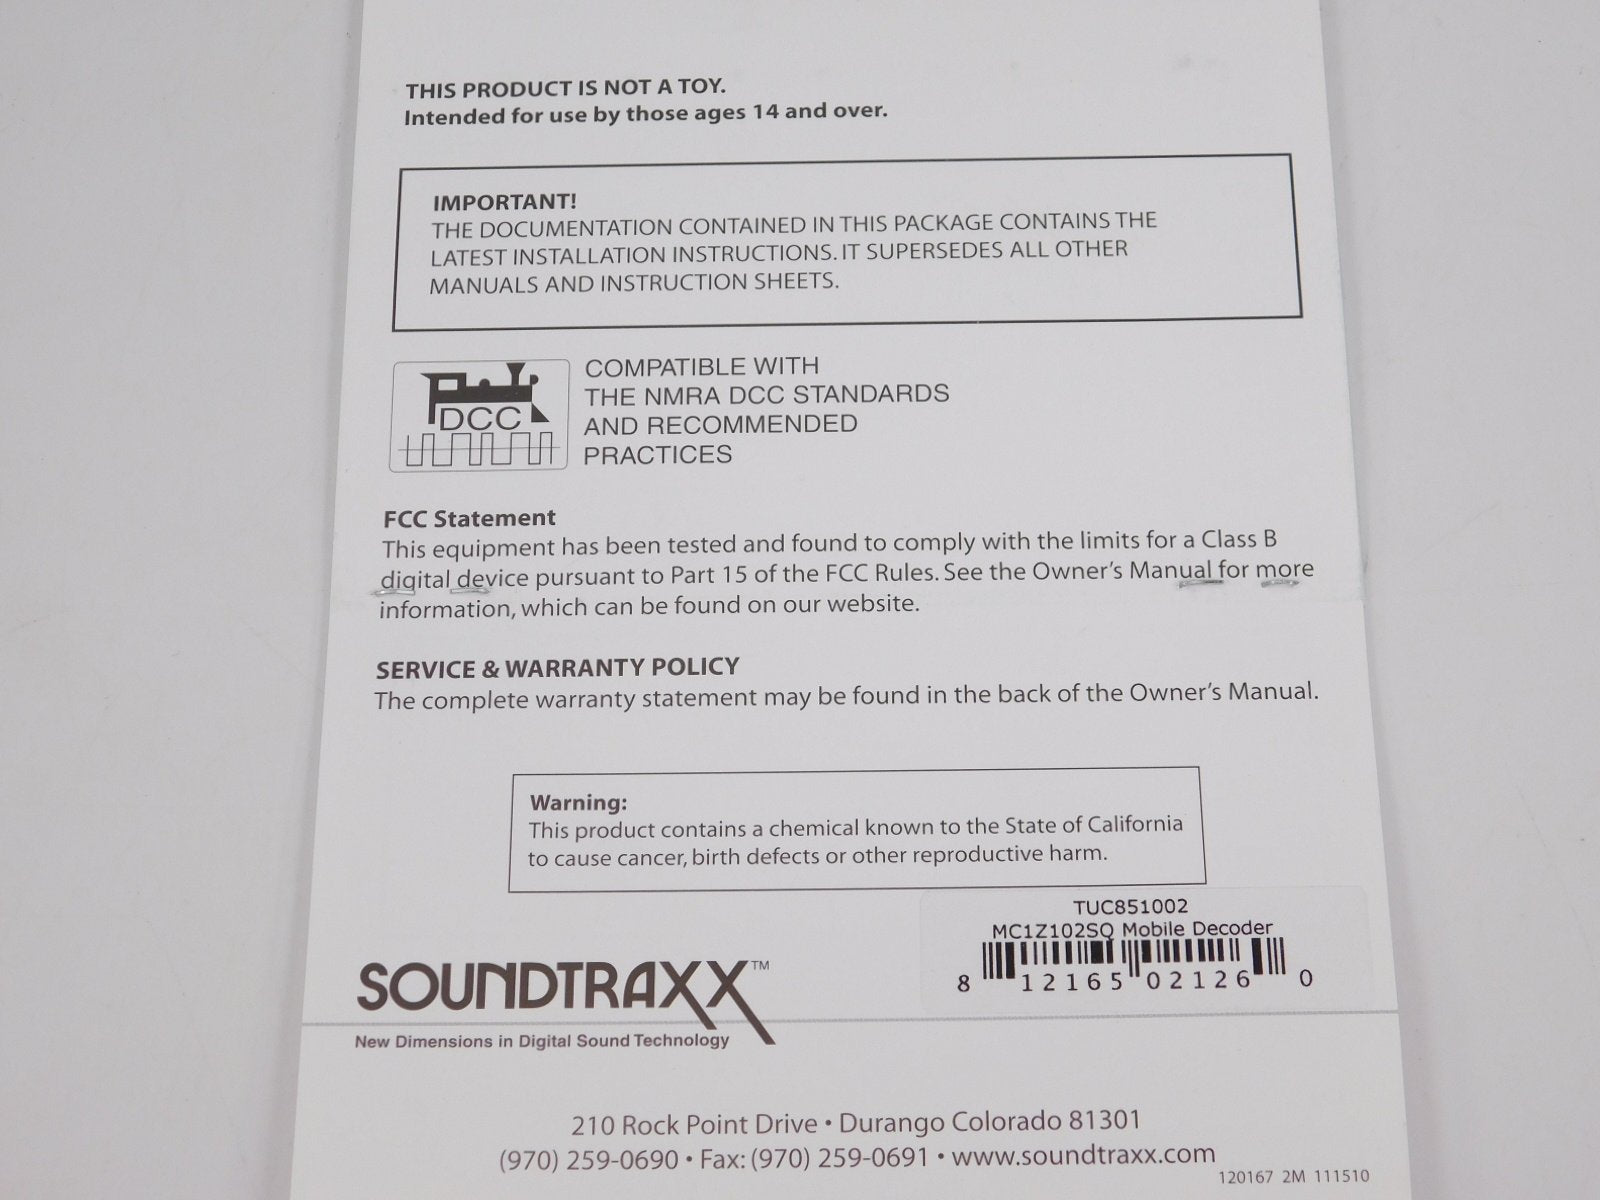 THIS PRODUCT IS NOT A TOY.
Intended for use by those ages 14 and over.
IMPORTANT!
THE DOCUMENTATION CONTAINED IN THIS PACKAGE CONTAINS THE
LATEST INSTALLATION INSTRUCTIONS. IT SUPERSEDES ALL OTHER
MANUALS AND INSTRUCTION SHEETS.
DCC
COMPATIBLE WITH
THE NMRA DCC STANDARDS
AND RECOMMENDED
PRACTICES
FCC Statement
This equipment has been tested and found to comply with the limits for a Class B
digital device pursuant to Part 15 of the FCC Rules. See the Owner's Manual for more
information, which can be found on our website.
SERVICE & WARRANTY POLICY
The complete warranty statement may be found in the back of the Owner's Manual.
Warning:
This product contains a chemical known to the State of California
to cause cancer, birth defects or other reproductive harm.
TUC851002
MC1Z102SQ Mobile Decoder
8 12165 02126 0
SOUNDTRAXX™
New Dimensions in Digital Sound Technology
210 Rock Point Drive • Durango Colorado 81301
(970) 259-0690 • Fax: (970) 259-0691 • www.soundtraxx.com
120167 2M 111510